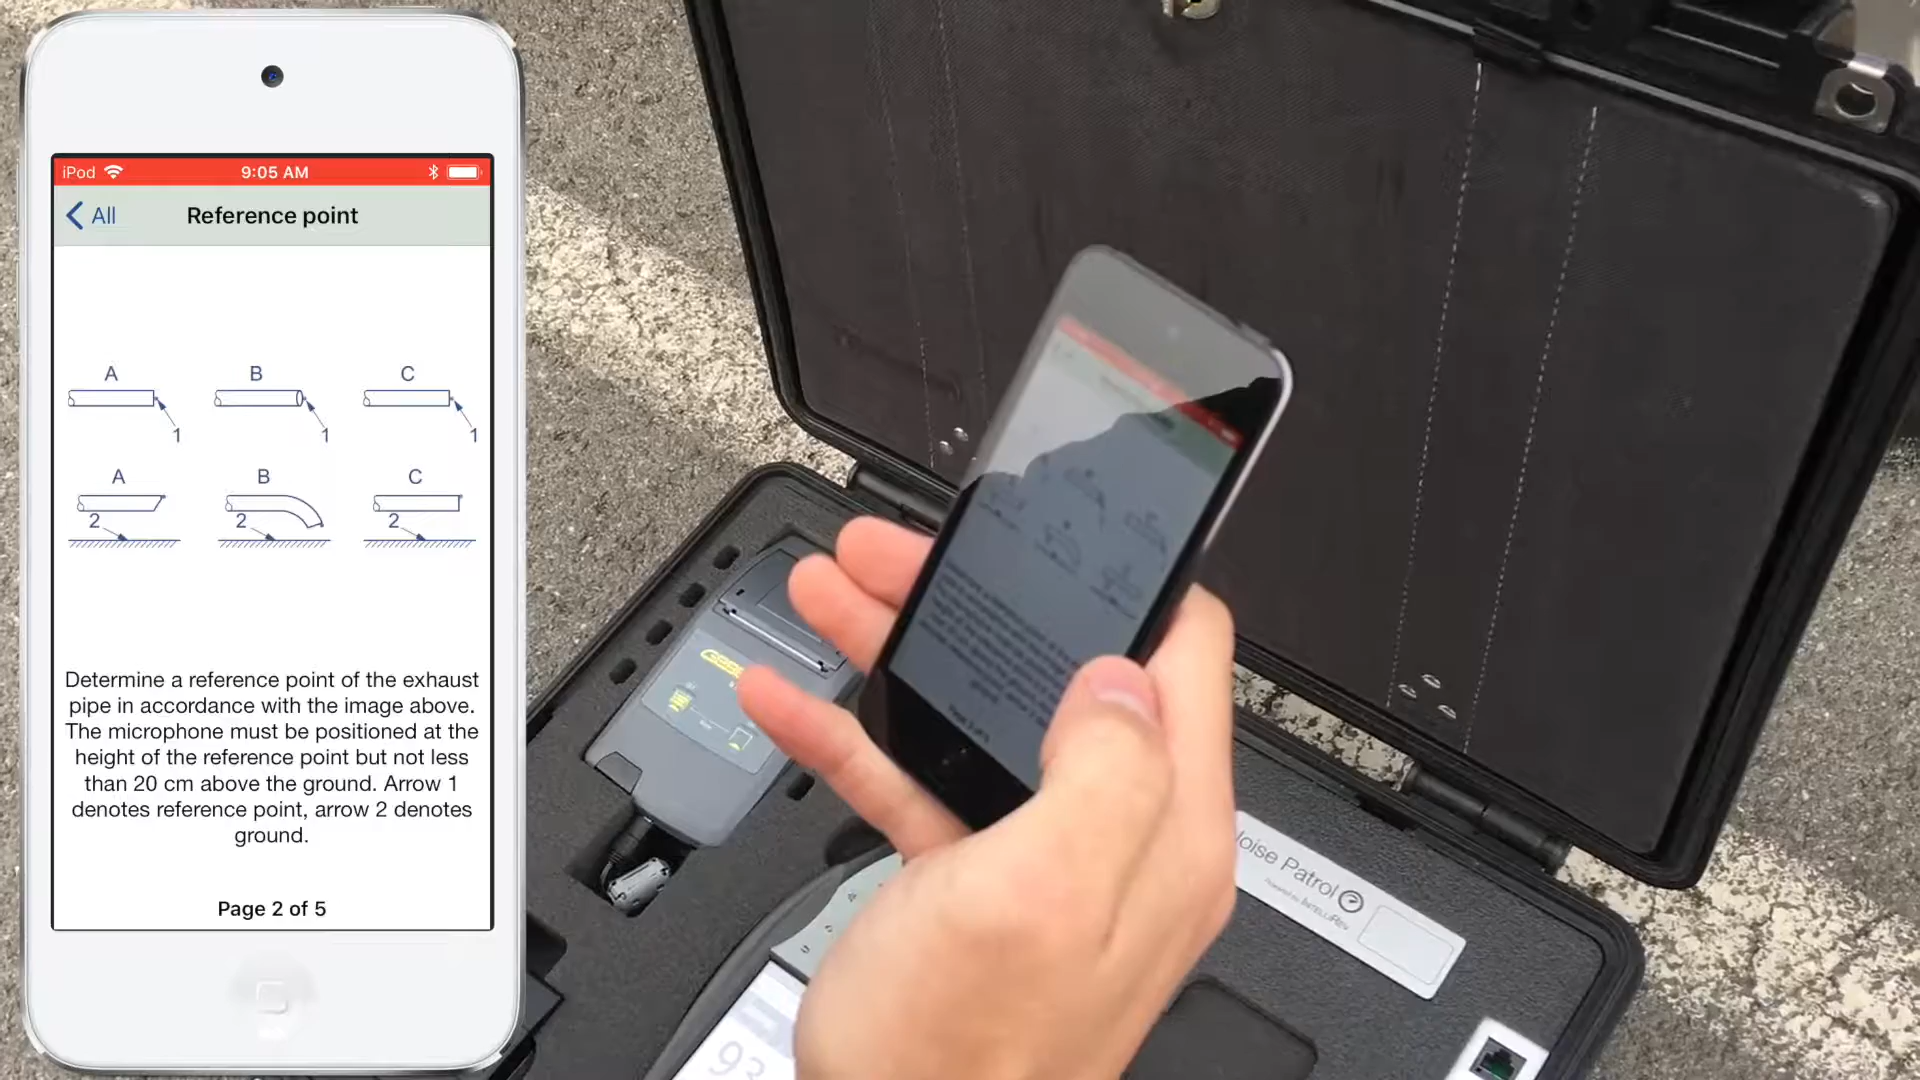 iPod
9:05 AM
All
Reference point
A
B
C
1
1
1
A
B
C
2
2
2
Determine a reference point of the exhaust
pipe in accordance with the image above.
The microphone must be positioned at the
height of the reference point but not less
than 20 cm above the ground. Arrow 1
denotes reference point, arrow 2 denotes
ground.
Page 2 of 5
oise Patrol
93